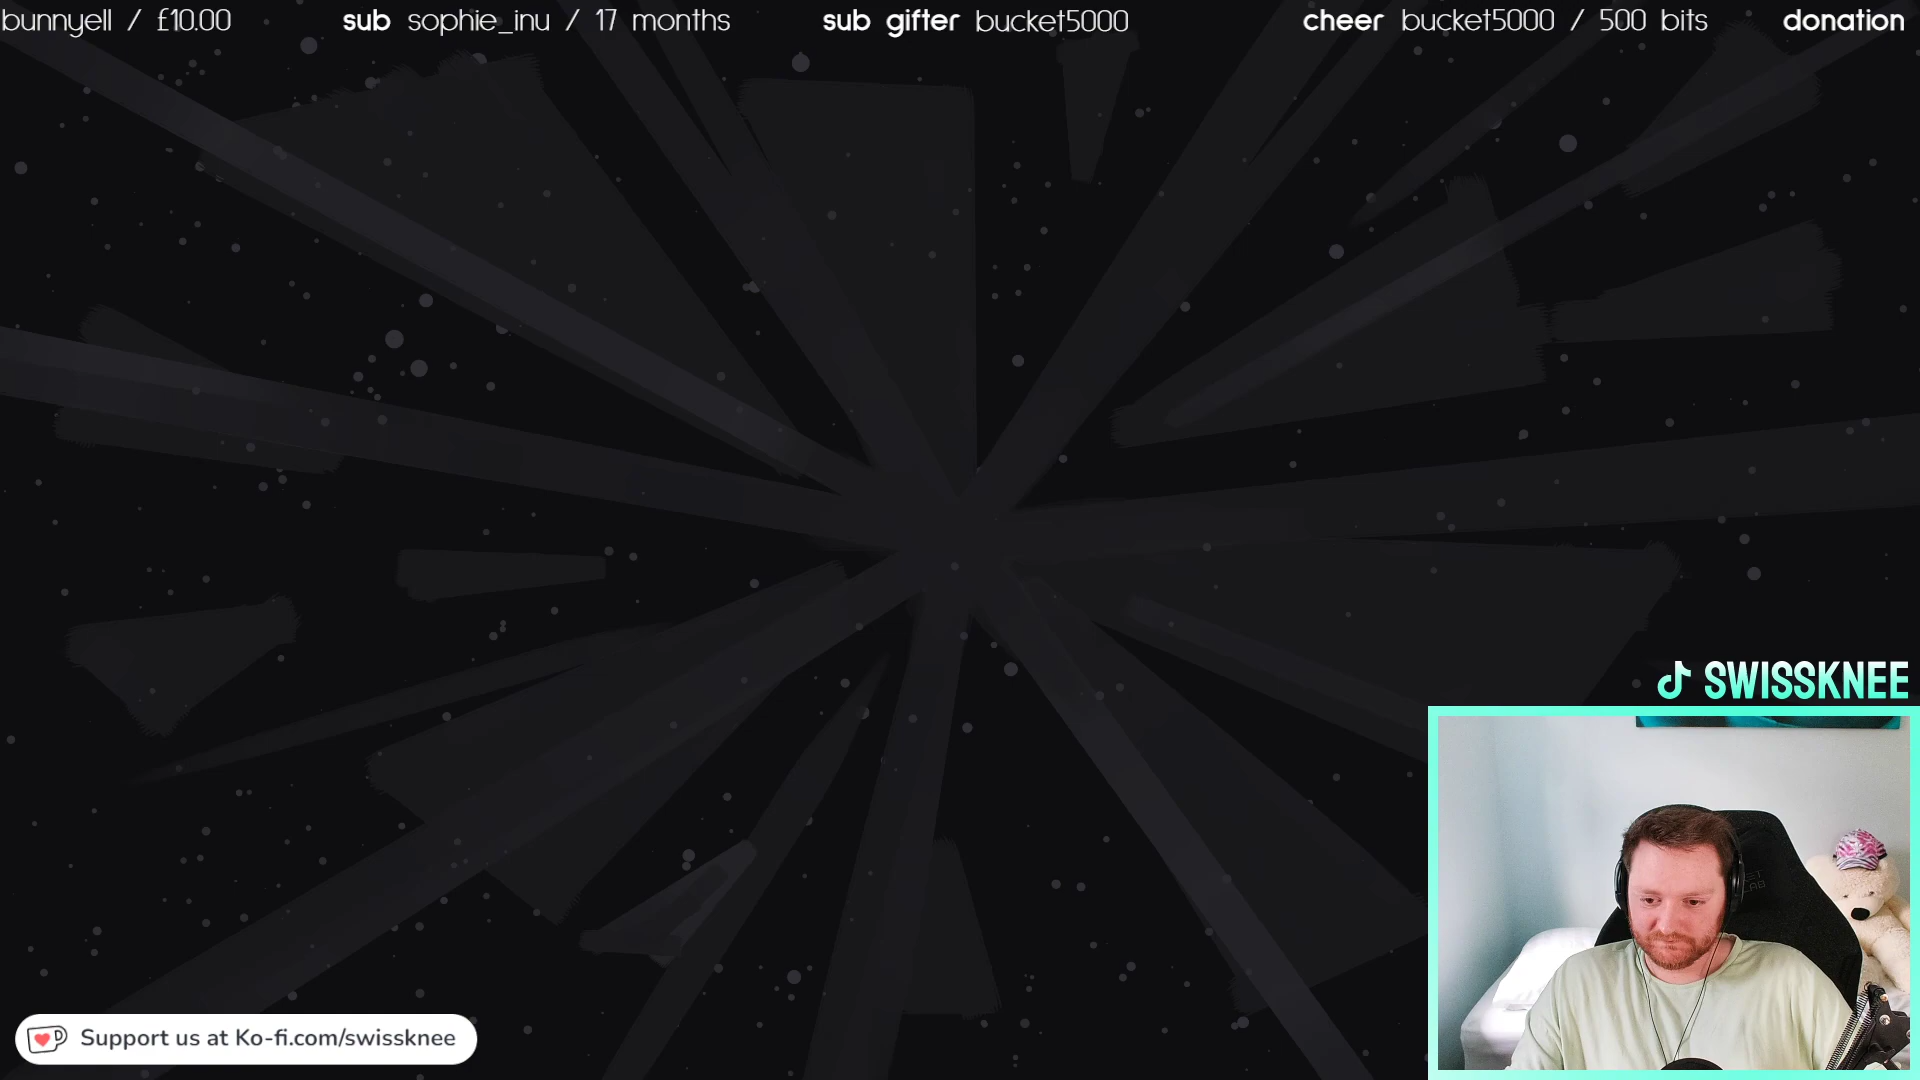 bunnyell / £10.00 sub sophie_inu / 17 months sub gifter bucket5000 cheer bucket5000 / 500 bits donation
SWISSKNEE
Support us at Ko-fi.com/swissknee